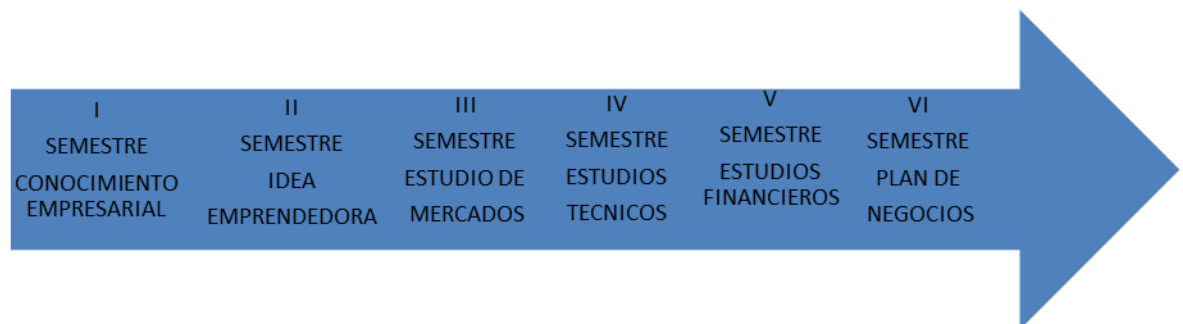 I
SEMESTRE
CONOCIMIENTO
EMPRESARIAL
II
SEMESTRE
IDEA
EMPRENDEDORA
III
SEMESTRE
ESTUDIO DE
MERCADOS
IV
SEMESTRE
ESTUDIOS
TECNICOS
V
SEMESTRE
ESTUDIOS
FINANCIEROS
VI
SEMESTRE
PLAN DE
NEGOCIOS